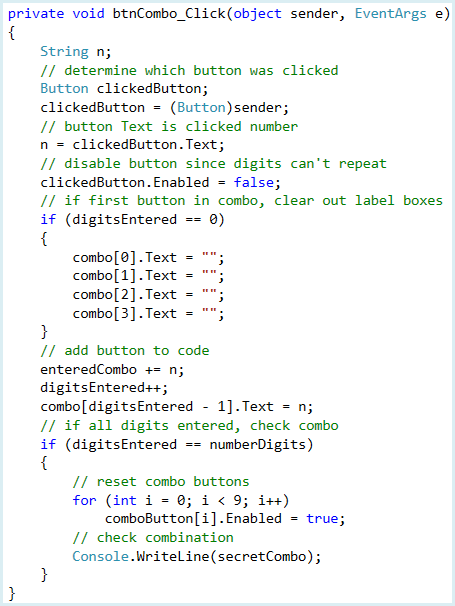 private void btnCombo_Click(object sender, EventArgs e)
{
    String n;
    // determine which button was clicked
    Button clickedButton;
    clickedButton = (Button)sender;
    // button Text is clicked number
    n = clickedButton.Text;
    // disable button since digits can't repeat
    clickedButton.Enabled = false;
    // if first button in combo, clear out label boxes
    if (digitsEntered == 0)
    {
        combo[0].Text = "";
        combo[1].Text = "";
        combo[2].Text = "";
        combo[3].Text = "";
    }
    // add button to code
    enteredCombo += n;
    digitsEntered++;
    combo[digitsEntered - 1].Text = n;
    // if all digits entered, check combo
    if (digitsEntered == numberDigits)
    {
        // reset combo buttons
        for (int i = 0; i < 9; i++)
            comboButton[i].Enabled = true;
        // check combination
        Console.WriteLine(secretCombo);
    }
}